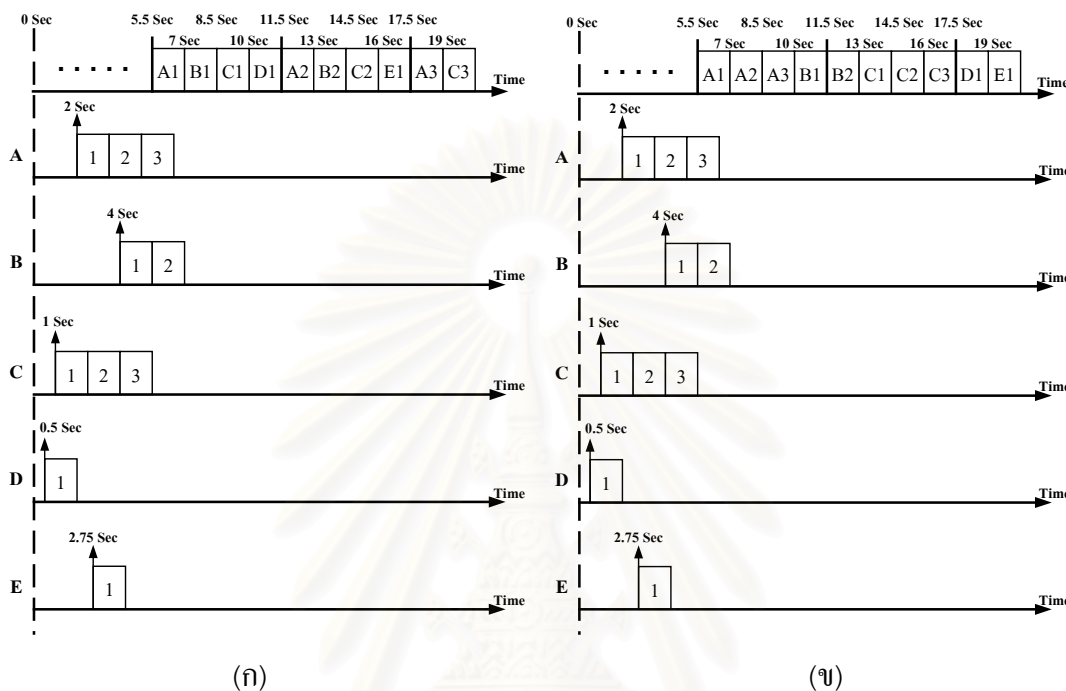 0 Sec 5.5 Sec 8.5 Sec 11.5 Sec 14.5 Sec 17.5 Sec
7 Sec 10 Sec 13 Sec 16 Sec 19 Sec
A1 B1 C1 D1 A2 B2 C2 E1 A3 C3
Time
2 Sec
A 1 2 3
Time
4 Sec
B 1 2
Time
1 Sec
C 1 2 3
Time
0.5 Sec
D 1
Time
2.75 Sec
E 1
Time
(ก)
0 Sec 5.5 Sec 8.5 Sec 11.5 Sec 14.5 Sec 17.5 Sec
7 Sec 10 Sec 13 Sec 16 Sec 19 Sec
A1 A2 A3 B1 B2 C1 C2 C3 D1 E1
Time
2 Sec
A 1 2 3
Time
4 Sec
B 1 2
Time
1 Sec
C 1 2 3
Time
0.5 Sec
D 1
Time
2.75 Sec
E 1
Time
(ข)